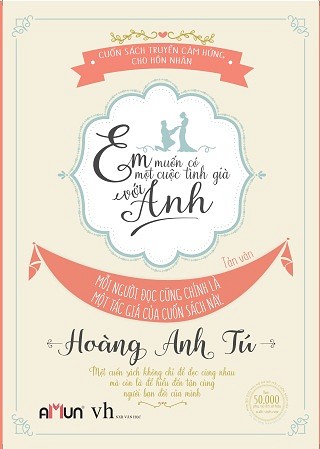 CUỐN SÁCH TRUYỀN CẢM HỨNG
CHO HÔN NHÂN
Em muốn có
một cuộc tình già
với Anh
Tản văn
MỖI NGƯỜI ĐỌC CŨNG CHÍNH LÀ
MỘT TÁC GIẢ CỦA CUỐN SÁCH NÀY.
Hoàng Anh Tú
Một cuốn sách không chỉ để đọc cùng nhau
mà còn là để hiểu đến tận cùng
người bạn đời của mình
50.000
AMUN vh NXB VĂN HỌC